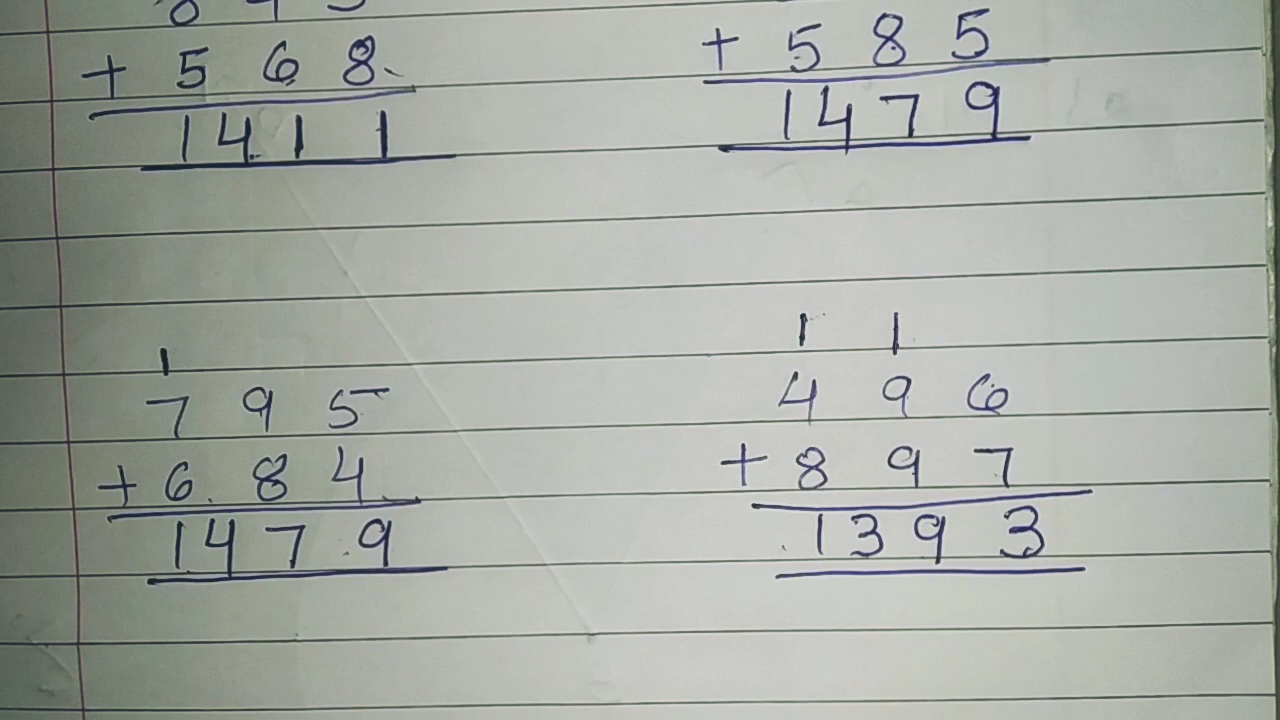 + 5 6 8
1 4 1 1
+ 5 8 5
1 4 7 9
1
7 9 5
+ 6 8 4
1 4 7 9
1 1
4 9 6
+ 8 9 7
1 3 9 3